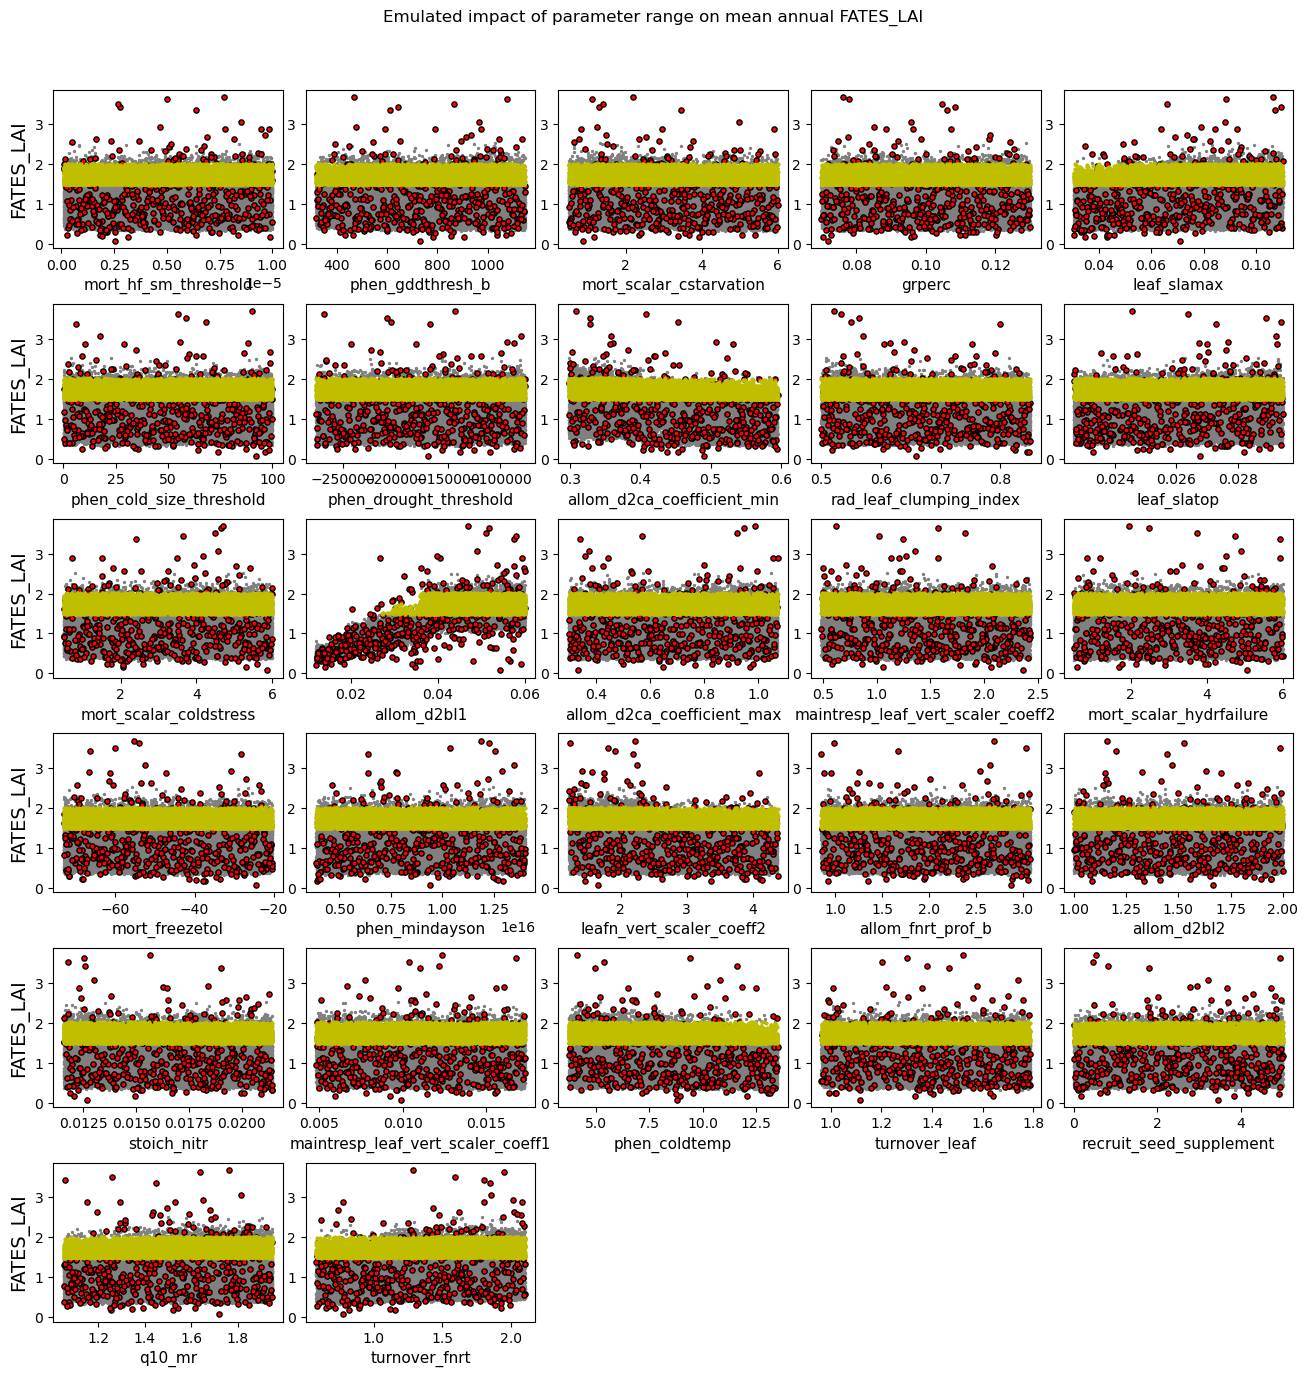 Emulated impact of parameter range on mean annual FATES_LAI
FATES_LAI
3
2
1
0
0.00 0.25 0.50 0.75 1.00
1e−5
mort_hf_sm_threshold
3
2
1
0
400 600 800 1000
phen_gddthresh_b
3
2
1
0
2 4 6
mort_scalar_cstarvation
3
2
1
0
0.08 0.10 0.12
grperc
3
2
1
0
0.04 0.06 0.08 0.10
leaf_slamax
FATES_LAI
3
2
1
0
0 25 50 75 100
phen_cold_size_threshold
3
2
1
0
−250000 −200000 −150000 −100000
phen_drought_threshold
3
2
1
0
0.3 0.4 0.5 0.6
allom_d2ca_coefficient_min
3
2
1
0
0.5 0.6 0.7 0.8
rad_leaf_clumping_index
3
2
1
0
0.024 0.026 0.028
leaf_slatop
FATES_LAI
3
2
1
0
2 4 6
mort_scalar_coldstress
3
2
1
0
0.02 0.04 0.06
allom_d2bl1
3
2
1
0
0.4 0.6 0.8 1.0
allom_d2ca_coefficient_max
3
2
1
0
0.5 1.0 1.5 2.0 2.5
maintresp_leaf_vert_scaler_coeff2
3
2
1
0
2 4 6
mort_scalar_hydrfailure
FATES_LAI
3
2
1
0
−60 −40 −20
mort_freezetol
3
2
1
0
0.50 0.75 1.00 1.25
1e16
phen_mindayson
3
2
1
0
2 3 4
leafn_vert_scaler_coeff2
3
2
1
0
1.0 1.5 2.0 2.5 3.0
allom_fnrt_prof_b
3
2
1
0
1.00 1.25 1.50 1.75 2.00
allom_d2bl2
FATES_LAI
3
2
1
0
0.0125 0.0150 0.0175 0.0200
stoich_nitr
3
2
1
0
0.005 0.010 0.015
maintresp_leaf_vert_scaler_coeff1
3
2
1
0
5.0 7.5 10.0 12.5
phen_coldtemp
3
2
1
0
1.0 1.2 1.4 1.6 1.8
turnover_leaf
3
2
1
0
0 2 4
recruit_seed_supplement
FATES_LAI
3
2
1
0
1.2 1.4 1.6 1.8
q10_mr
3
2
1
0
1.0 1.5 2.0
turnover_fnrt